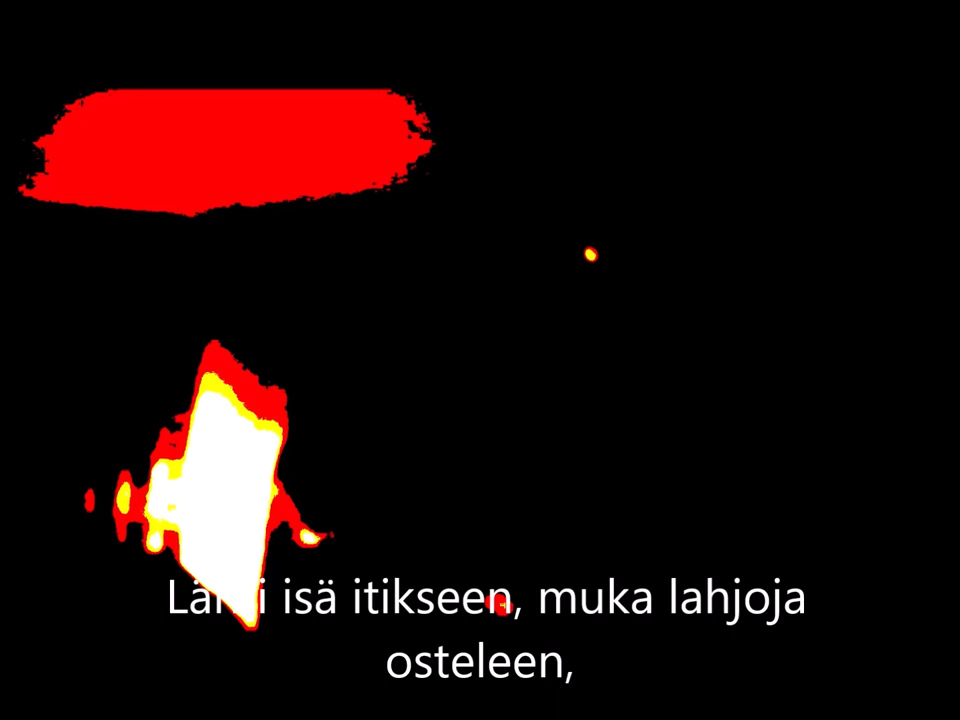 isä itikseen, muka lahjoja
osteleen,